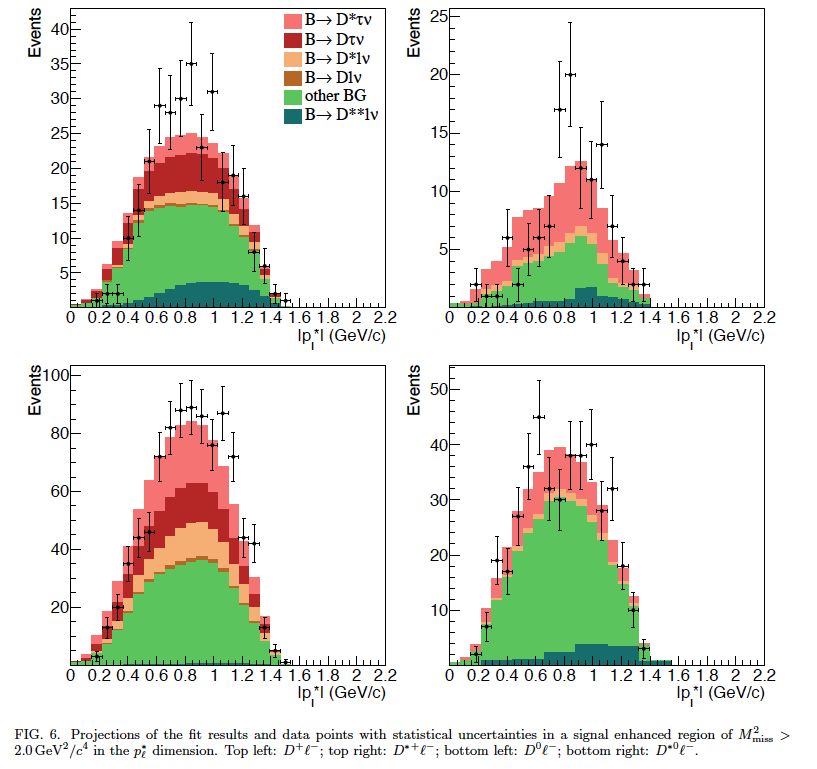 Events
40
35
30
25
20
15
10
5
B→ D*τν
B→ Dτν
B→ D*lν
B→ Dlν
other BG
B→ D**lν
0 0.2 0.4 0.6 0.8 1 1.2 1.4 1.6 1.8 2 2.2
|p*l| (GeV/c)
Events
25
20
15
10
5
0 0.2 0.4 0.6 0.8 1 1.2 1.4 1.6 1.8 2 2.2
|p*l| (GeV/c)
Events
100
80
60
40
20
0 0.2 0.4 0.6 0.8 1 1.2 1.4 1.6 1.8 2 2.2
|p*l| (GeV/c)
Events
50
40
30
20
10
0 0.2 0.4 0.6 0.8 1 1.2 1.4 1.6 1.8 2 2.2
|p*l| (GeV/c)
FIG. 6. Projections of the fit results and data points with statistical uncertainties in a signal enhanced region of M²miss >
2.0 GeV²/c⁴ in the p*ℓ dimension. Top left: D⁺ℓ⁻; top right: D*⁺ℓ⁻; bottom left: D⁰ℓ⁻; bottom right: D*⁰ℓ⁻.